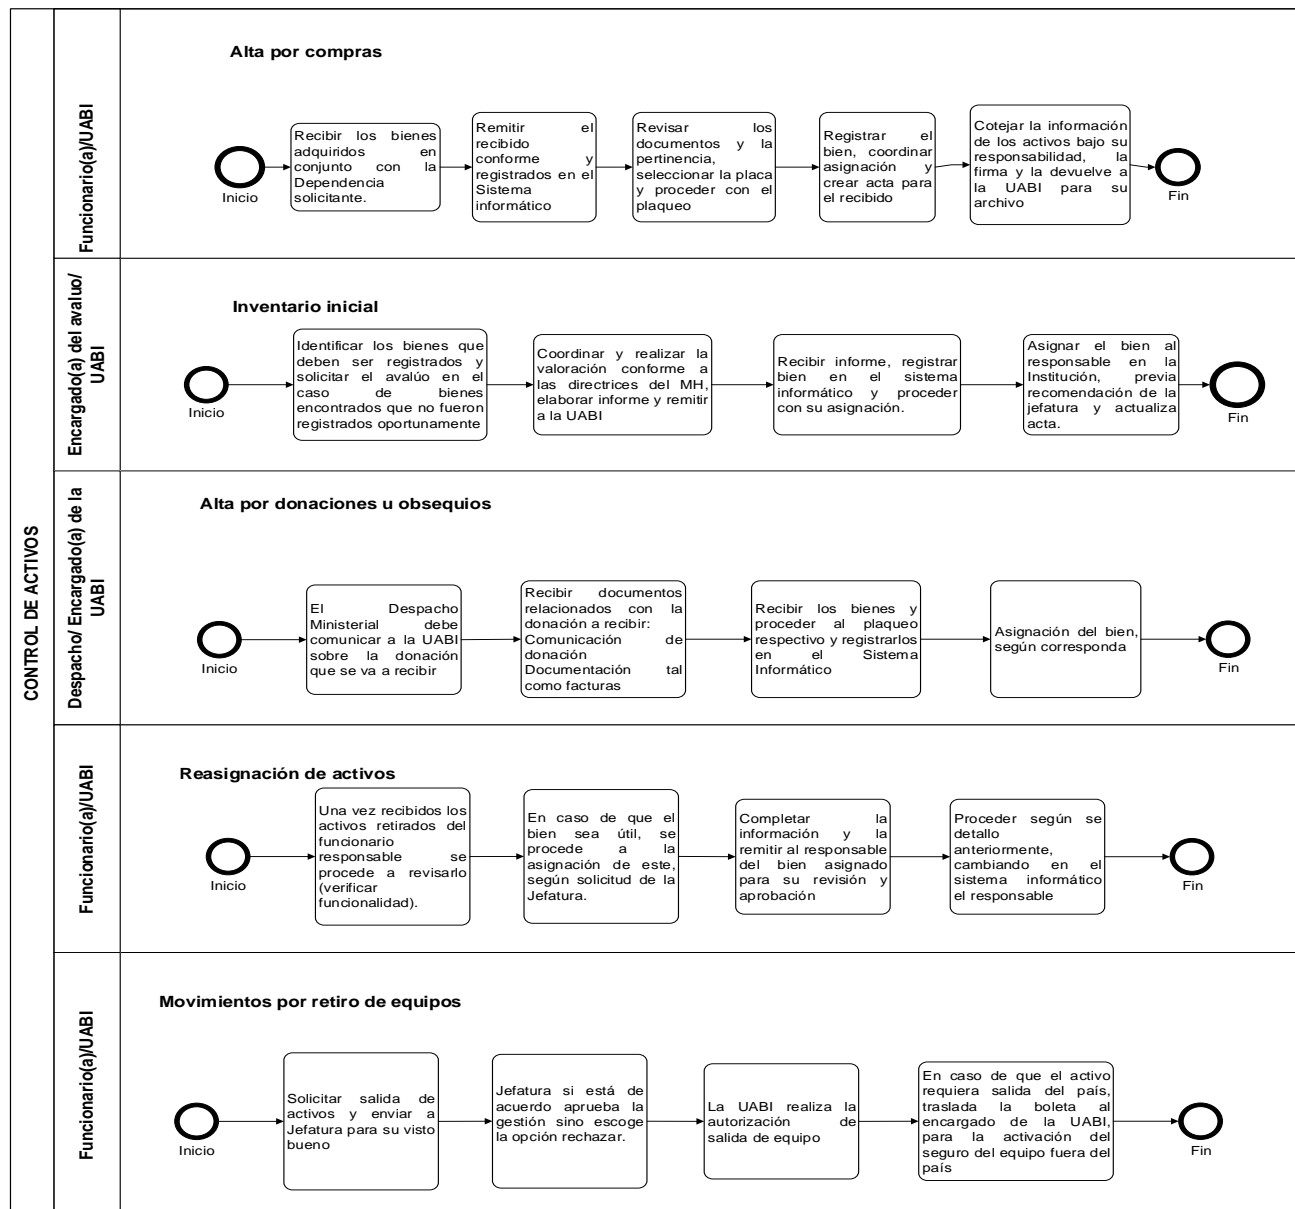 CONTROL DE ACTIVOS
Funcionario(a)/UABI
Alta por compras
Inicio
Recibir los bienes
adquiridos en
conjunto con la
Dependencia
solicitante.
Remitir el
recibido
conforme y
registrados en el
Sistema
informático
Revisar los
documentos y la
pertinencia,
seleccionar la placa
y proceder con el
plaqueo
Registrar el
bien, coordinar
asignación y
crear acta para
el recibido
Cotejar la información
de los activos bajo su
responsabilidad, la
firma y la devuelve a
la UABI para su
archivo
Fin
Encargado(a) del avaluo/
UABI
Inventario inicial
Inicio
Identificar los bienes que
deben ser registrados y
solicitar el avalúo en el
caso de bienes
encontrados que no fueron
registrados oportunamente
Coordinar y realizar la
valoración conforme a
las directrices del MH,
elaborar informe y remitir
a la UABI
Recibir informe, registrar
bien en el sistema
informático y proceder
con su asignación.
Asignar el bien al
responsable en la
Institución, previa
recomendación de la
jefatura y actualiza
acta.
Fin
Despacho/ Encargado(a) de la
UABI
Alta por donaciones u obsequios
Inicio
El Despacho
Ministerial debe
comunicar a la UABI
sobre la donación
que se va a recibir
Recibir documentos
relacionados con la
donación a recibir:
Comunicación de
donación
Documentación tal
como facturas
Recibir los bienes y
proceder al plaqueo
respectivo y registrarlos
en el Sistema
Informático
Asignación del bien,
según corresponda
Fin
Funcionario(a)/UABI
Reasignación de activos
Inicio
Una vez recibidos los
activos retirados del
funcionario
responsable se
procede a revisarlo
(verificar
funcionalidad).
En caso de que el
bien sea útil, se
procede a la
asignación de este,
según solicitud de la
Jefatura.
Completar la
información y la
remitir al responsable
del bien asignado
para su revisión y
aprobación
Proceder según se
detallo
anteriormente,
cambiando en el
sistema informático
el responsable
Fin
Funcionario(a)/UABI
Movimientos por retiro de equipos
Inicio
Solicitar salida de
activos y enviar a
Jefatura para su visto
bueno
Jefatura si está de
acuerdo aprueba la
gestión sino escoge
la opción rechazar.
La UABI realiza la
autorización de
salida de equipo
En caso de que el activo
requiera salida del país,
traslada la boleta al
encargado de la UABI,
para la activación del
seguro del equipo fuera del
país
Fin